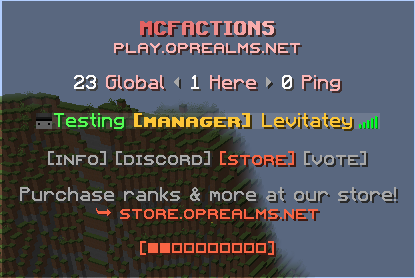 MCFACTIONS
PLAY.OPREALMS.NET
23 Global 1 Here 0 Ping
Testing [MANAGER] Levitatey
[INFO] [DISCORD] [STORE] [VOTE]
Purchase ranks & more at our store!
STORE.OPREALMS.NET